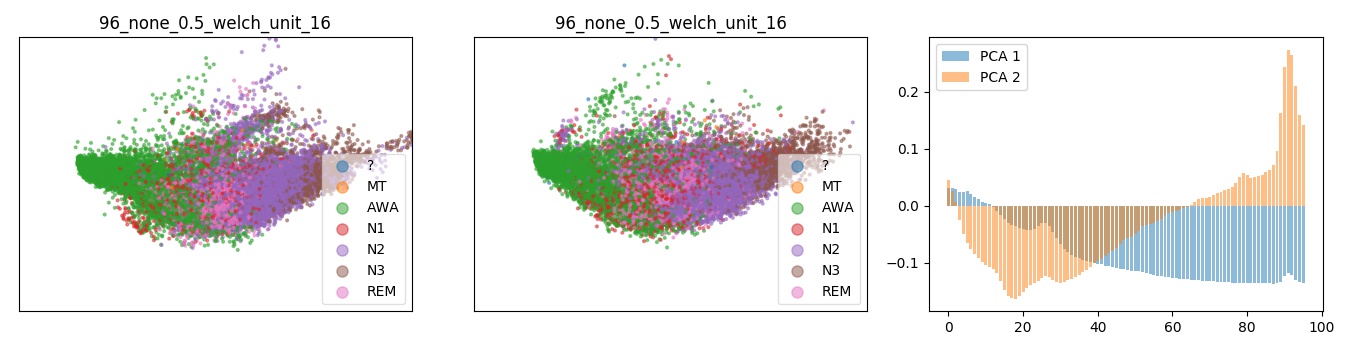 96_none_0.5_welch_unit_16
?
MT
AWA
N1
N2
N3
REM
96_none_0.5_welch_unit_16
?
MT
AWA
N1
N2
N3
REM
PCA 1
PCA 2
0.2
0.1
0.0
−0.1
0 20 40 60 80 100